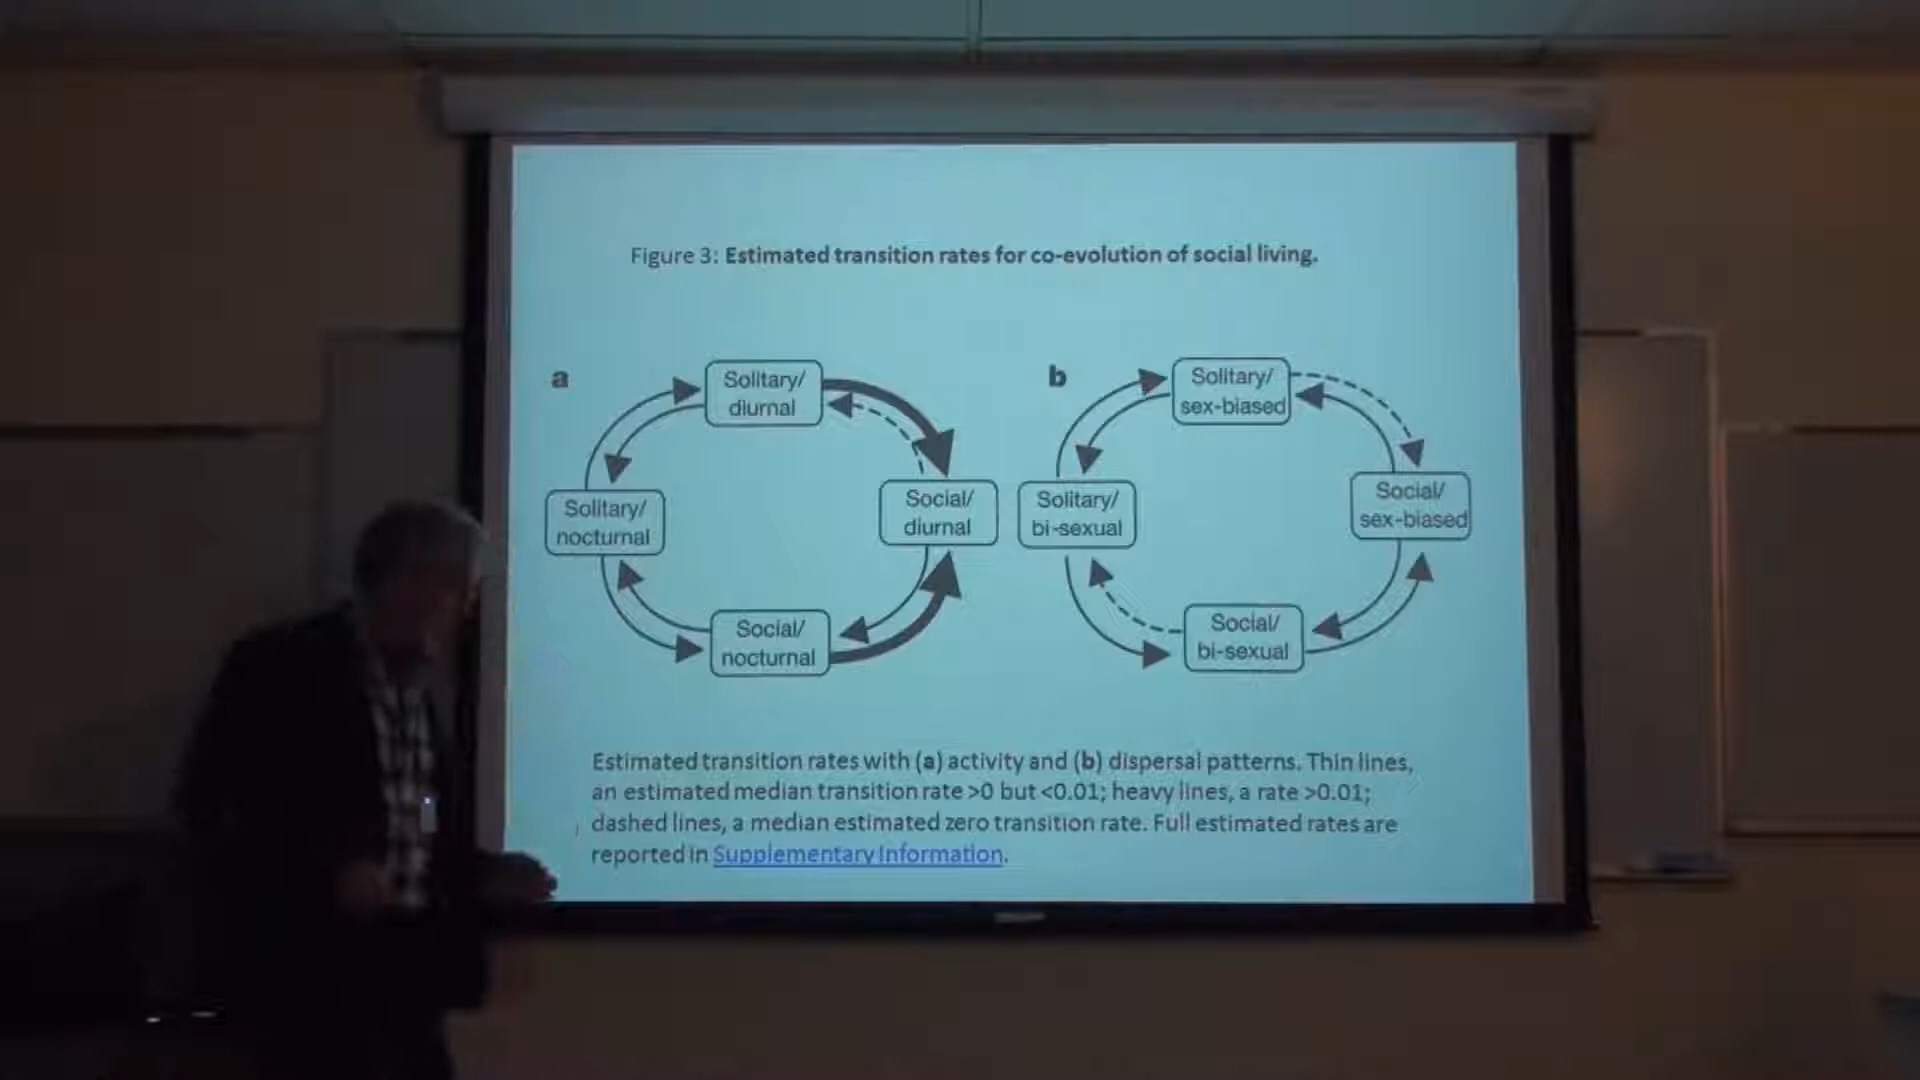 Figure 3: Estimated transition rates for co-evolution of social living.
a
Solitary/
diurnal
Solitary/
nocturnal
Social/
diurnal
Social/
nocturnal
b
Solitary/
sex-biased
Solitary/
bi-sexual
Social/
sex-biased
Social/
bi-sexual
Estimated transition rates with (a) activity and (b) dispersal patterns. Thin lines,
an estimated median transition rate >0 but <0.01; heavy lines, a rate >0.01;
dashed lines, a median estimated zero transition rate. Full estimated rates are
reported in Supplementary Information.